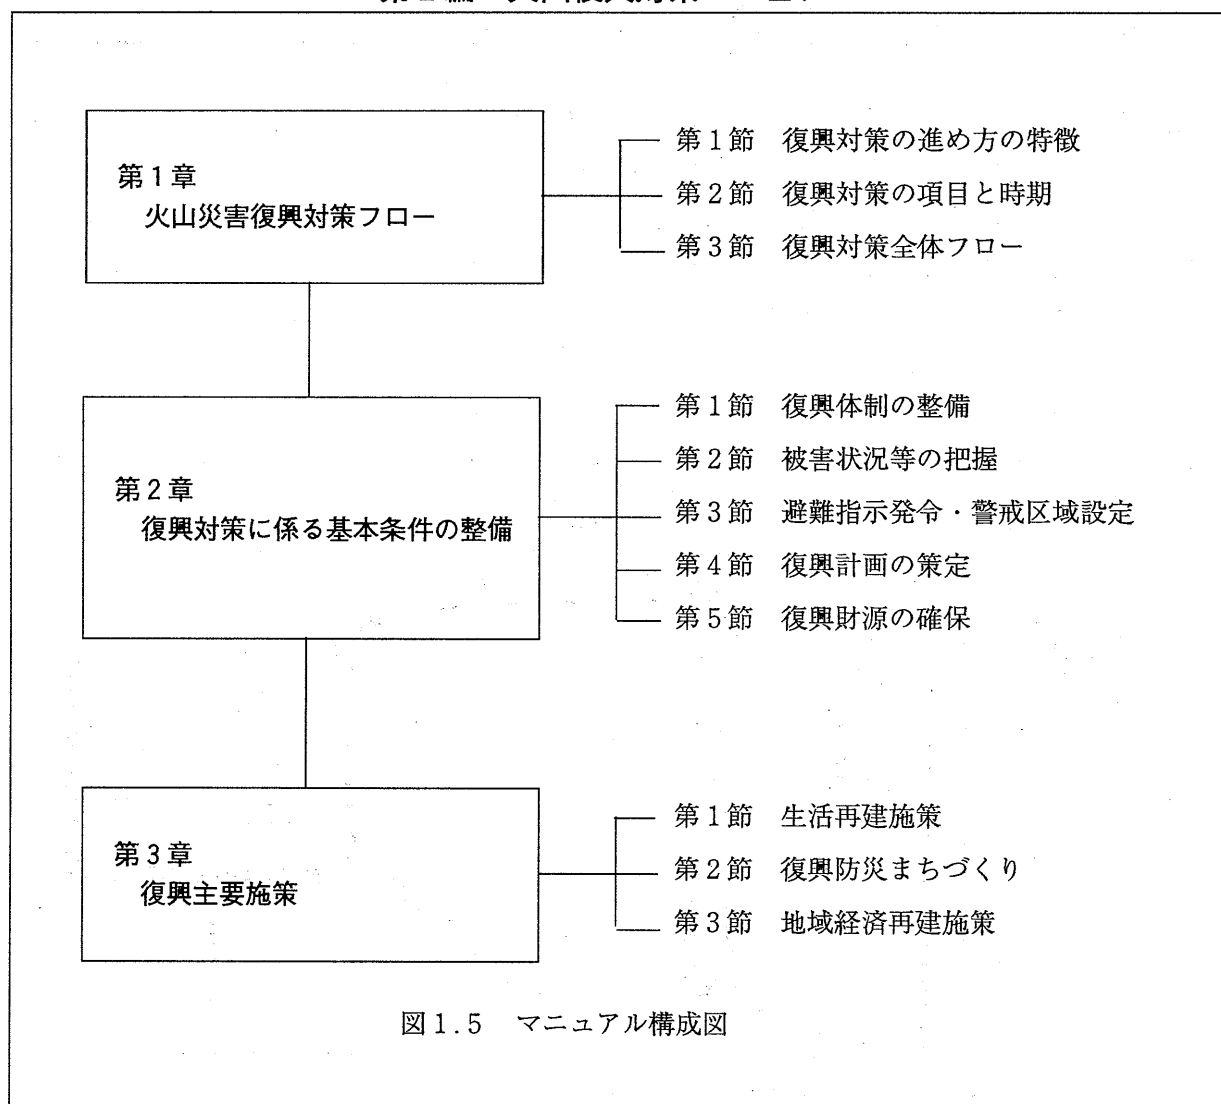 第1章
火山災害復興対策フロー
第1節 復興対策の進め方の特徴
第2節 復興対策の項目と時期
第3節 復興対策全体フロー
第2章
復興対策に係る基本条件の整備
第1節 復興体制の整備
第2節 被害状況等の把握
第3節 避難指示発令・警戒区域設定
第4節 復興計画の策定
第5節 復興財源の確保
第3章
復興主要施策
第1節 生活再建施策
第2節 復興防災まちづくり
第3節 地域経済再建施策
図1.5 マニュアル構成図